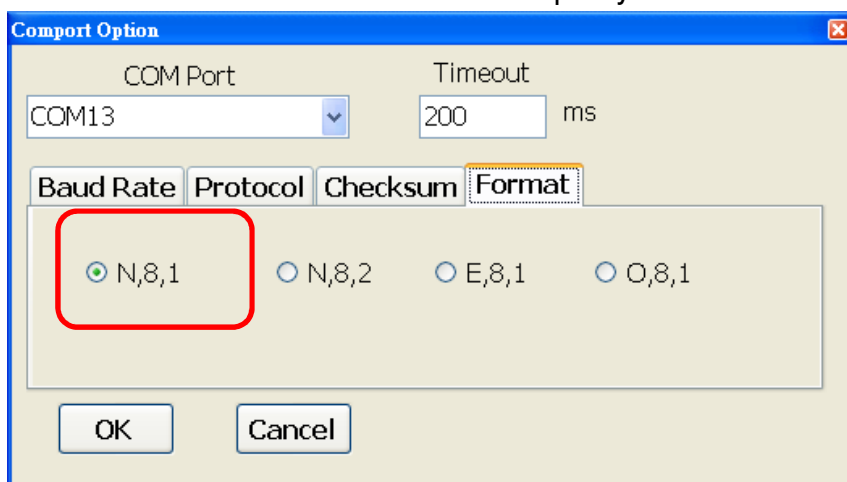 Comport Option
COM Port Timeout
COM13 200 ms
Baud Rate Protocol Checksum Format
N,8,1 N,8,2 E,8,1 O,8,1
OK Cancel